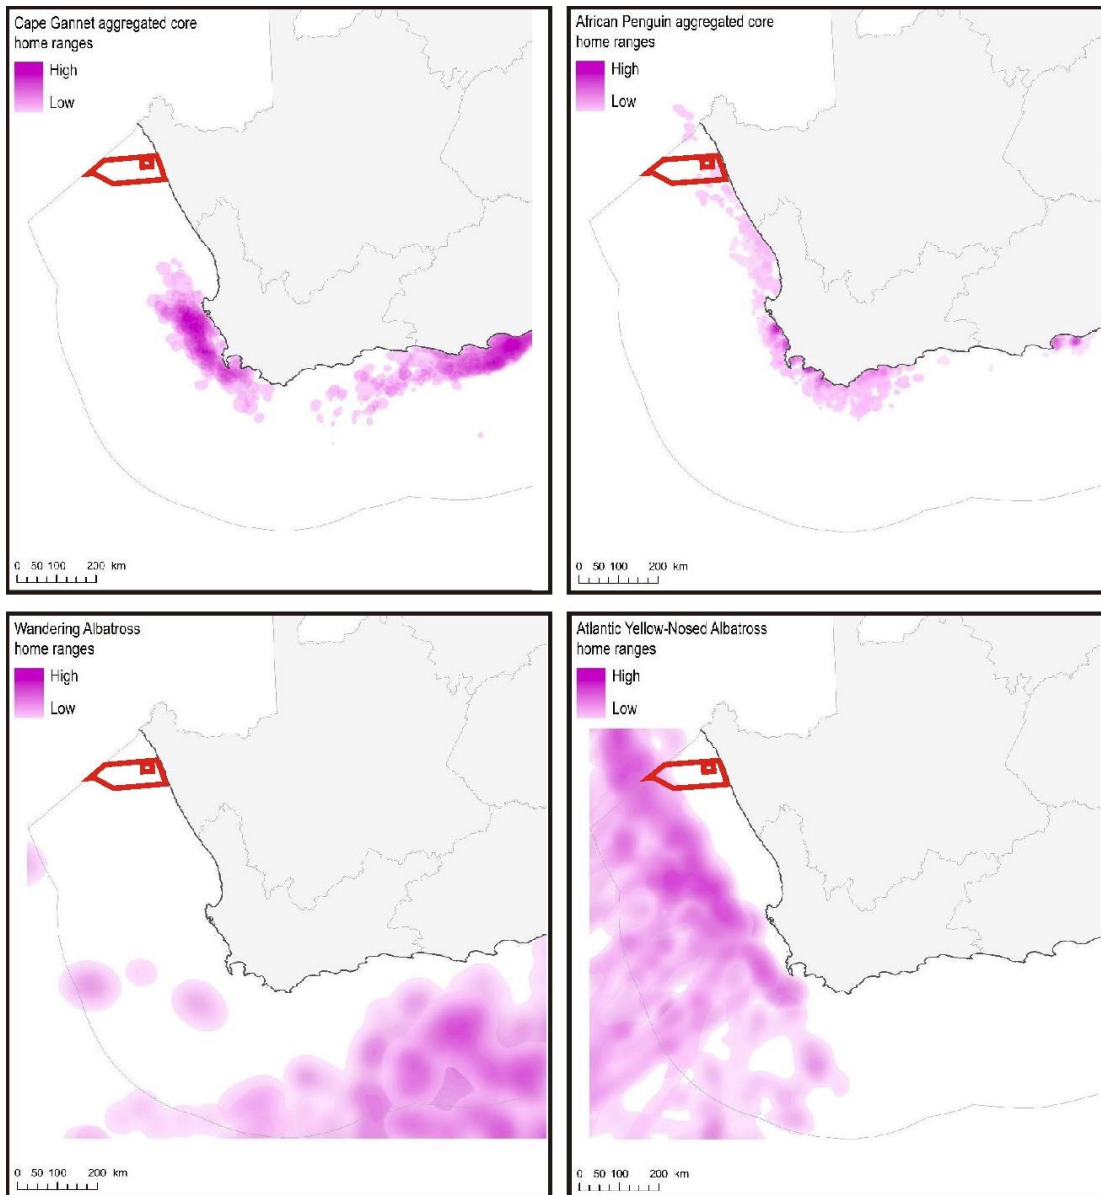 Cape Gannet aggregated core
home ranges
High
Low
0 50 100 200 km
African Penguin aggregated core
home ranges
High
Low
0 50 100 200 km
Wandering Albatross
home ranges
High
Low
0 50 100 200 km
Atlantic Yellow-Nosed Albatross
home ranges
High
Low
0 50 100 200 km